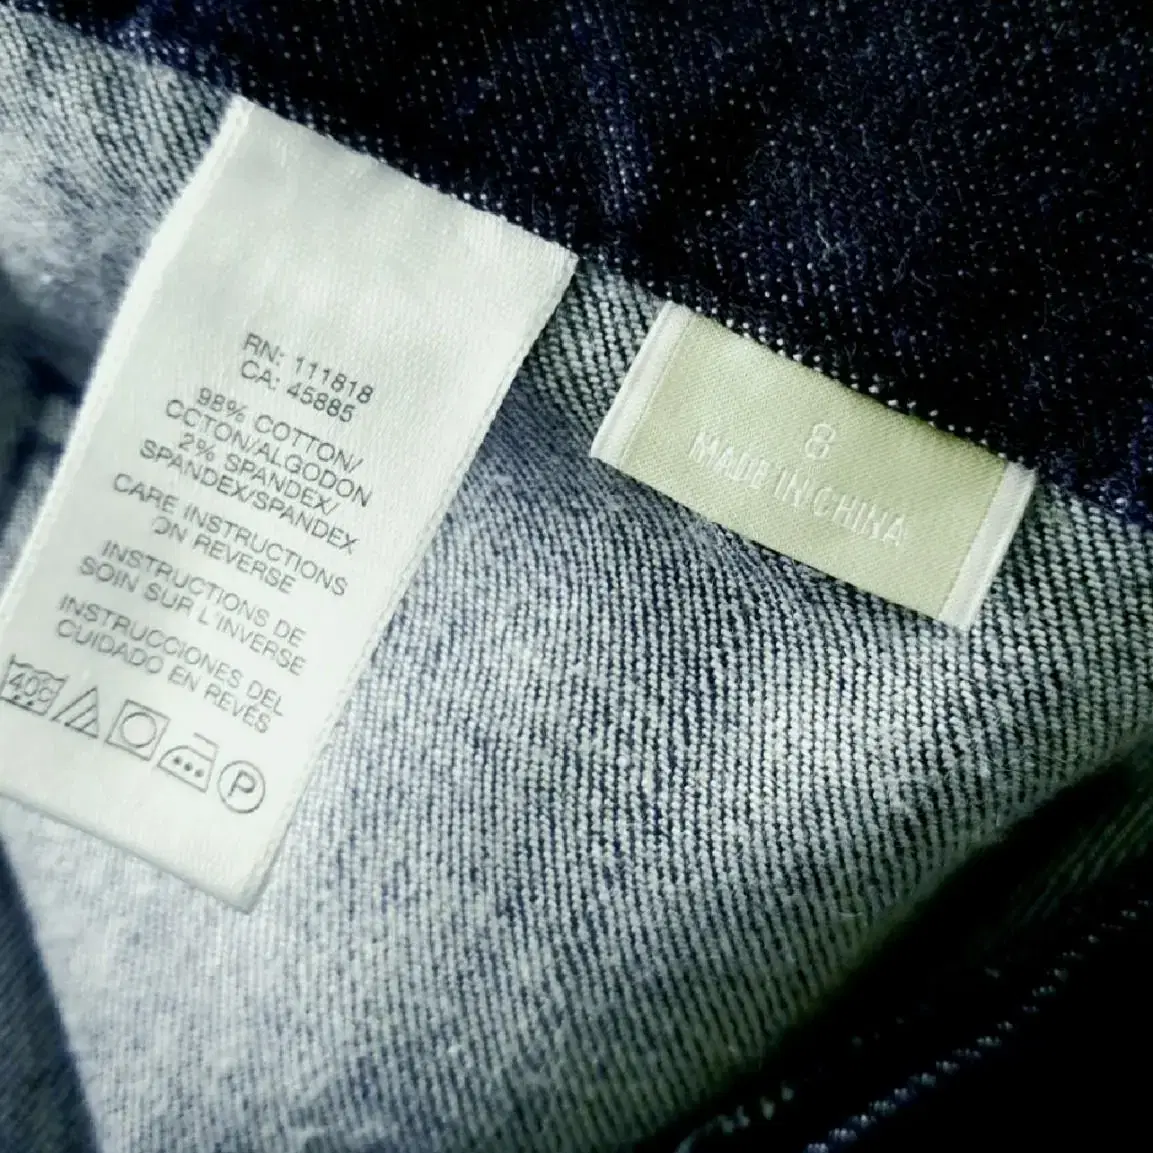 RN: 111818
CA: 45885
98% COTTON/
CCTON/ALGODON
2% SPANDEX/
SPANDEX/SPANDEX
CARE INSTRUCTIONS
ON REVERSE
INSTRUCTIONS DE
SOIN SUR L'INVERSE
INSTRUCCIONES DEL
CUIDADO EN REVÉS
40C
P
8
MADE IN CHINA